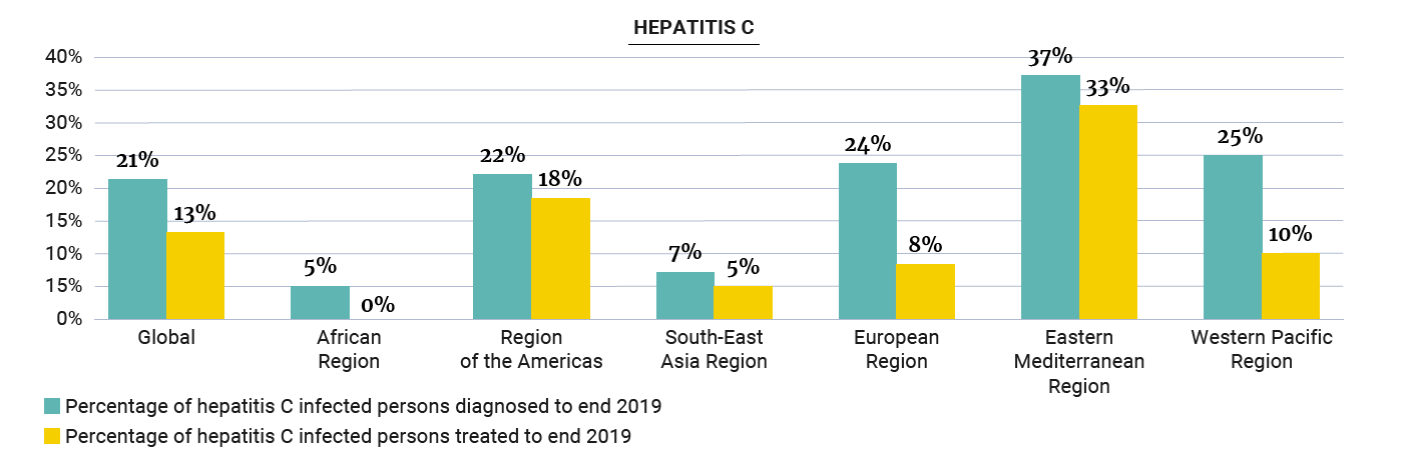 HEPATITIS C
40%
35%
30%
25%
20%
15%
10%
15%
0%
21%
13%
5%
0%
22%
18%
7%
5%
24%
8%
37%
33%
25%
10%
Global
African
Region
Region
of the Americas
South-East
Asia Region
European
Region
Eastern
Mediterranean
Region
Western Pacific
Region
Percentage of hepatitis C infected persons diagnosed to end 2019
Percentage of hepatitis C infected persons treated to end 2019